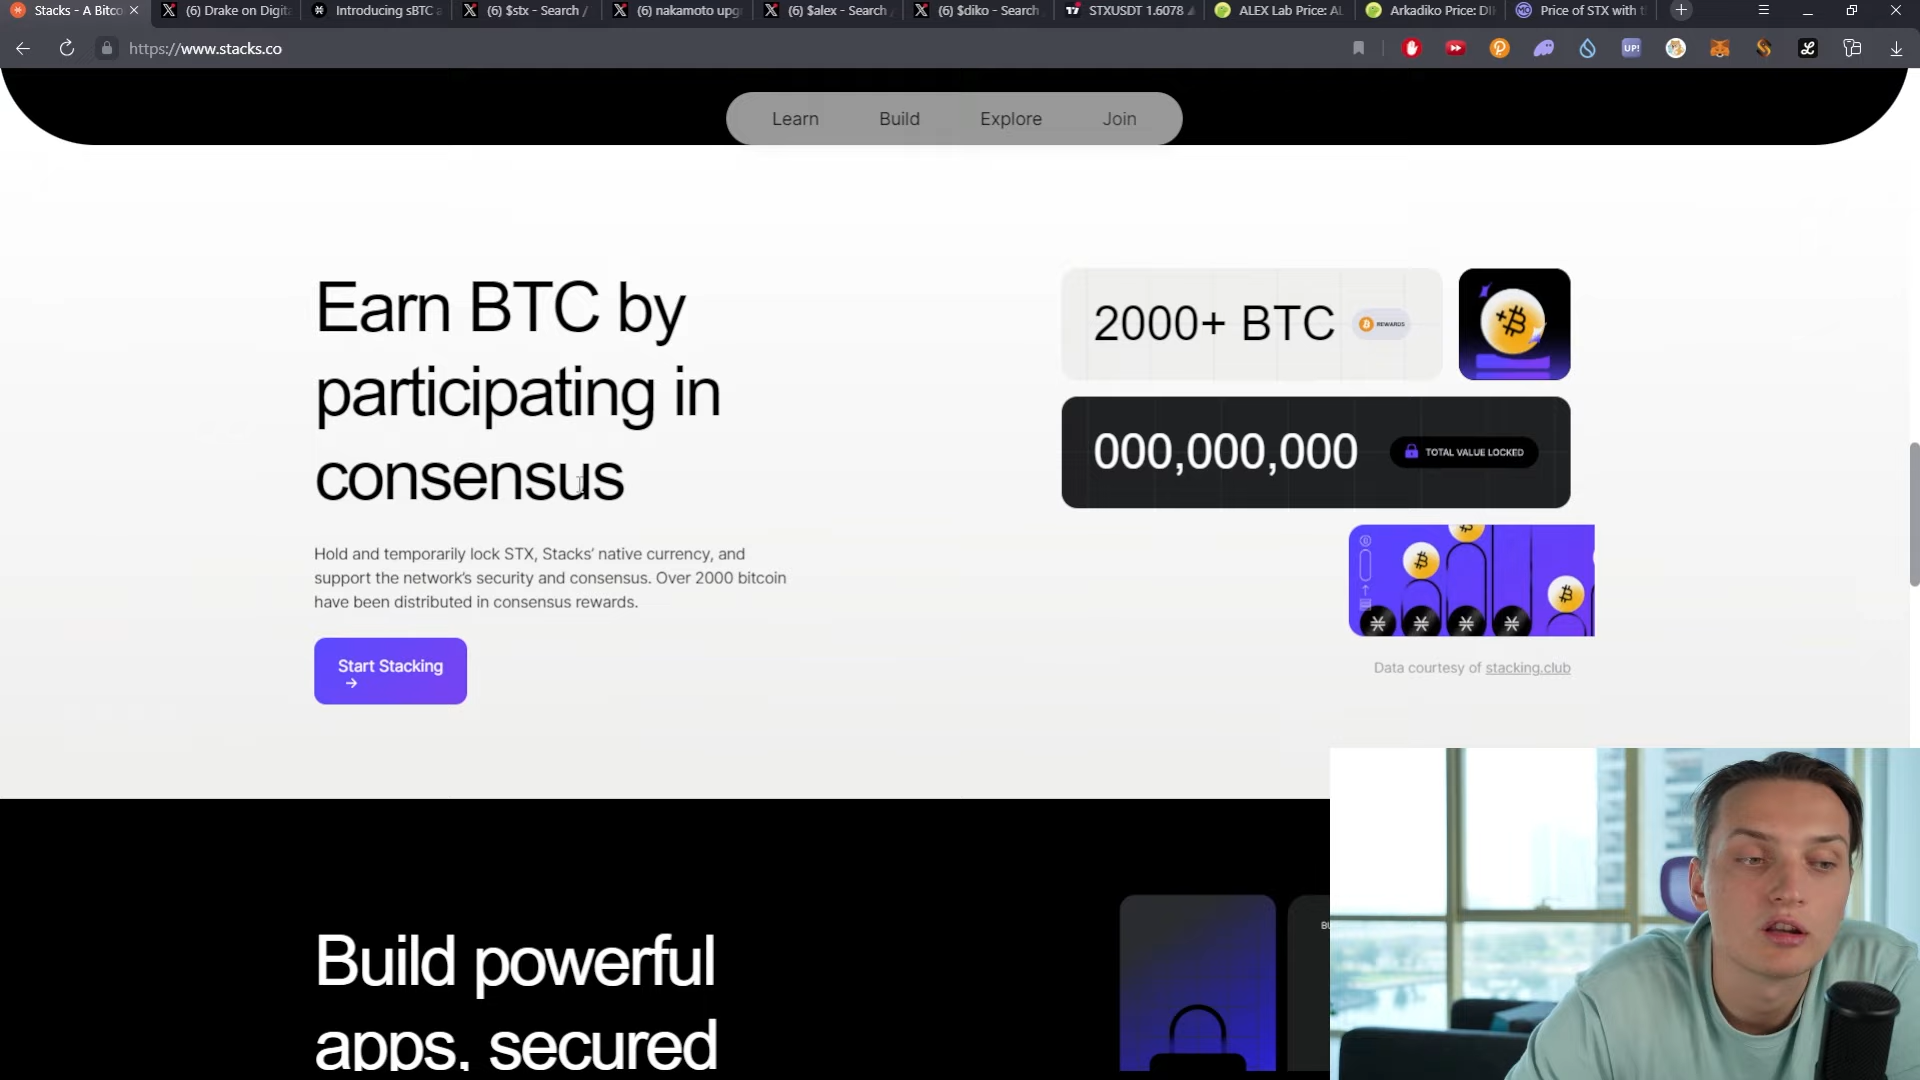 Stacks - A Bitco
(6) Drake on Digita
Introducing sBTC a
(6) $stx - Search /
(6) nakamoto upg
(6) $alex - Search
(6) $diko - Search
STXUSDT 1.6078
ALEX Lab Price: AL
Arkadiko Price: DI
Price of STX with t
https://www.stacks.co
UP!
Learn
Build
Explore
Join
Earn BTC by
participating in
consensus
Hold and temporarily lock STX, Stacks’ native currency, and
support the network’s security and consensus. Over 2000 bitcoin
have been distributed in consensus rewards.
Start Stacking
→
2000+ BTC
REWARDS
000,000,000
TOTAL VALUE LOCKED
Data courtesy of stacking.club
Build powerful
apps, secured